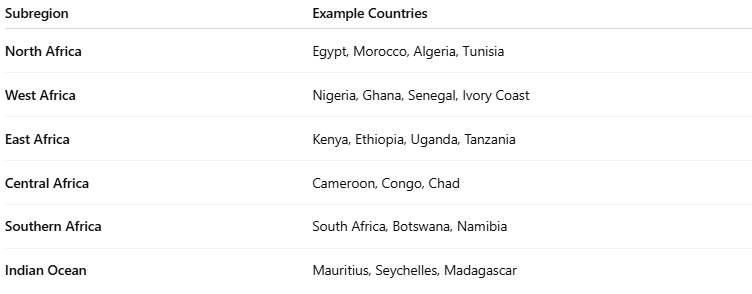 Subregion Example Countries
North Africa Egypt, Morocco, Algeria, Tunisia
West Africa Nigeria, Ghana, Senegal, Ivory Coast
East Africa Kenya, Ethiopia, Uganda, Tanzania
Central Africa Cameroon, Congo, Chad
Southern Africa South Africa, Botswana, Namibia
Indian Ocean Mauritius, Seychelles, Madagascar